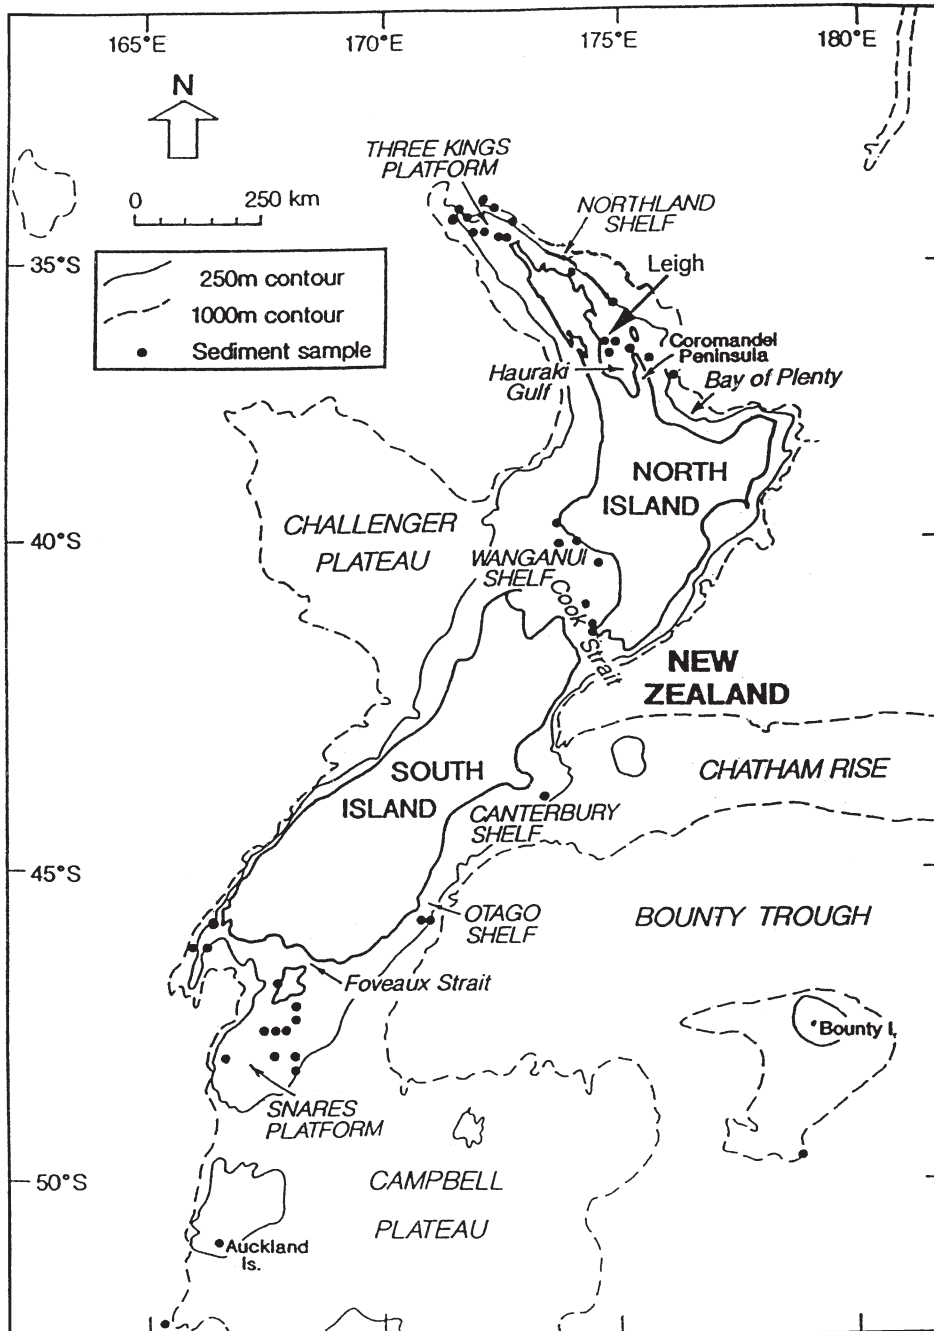 165°E
170°E
175°E
180°E
N
0 250 km
250m contour
1000m contour
Sediment sample
THREE KINGS
PLATFORM
NORTHLAND
SHELF
35°S
Leigh
Coromandel
Peninsula
Hauraki
Gulf
Bay of Plenty
NORTH
ISLAND
CHALLENGER
PLATEAU
40°S
WANGANUI
SHELF
Cook Strait
NEW
ZEALAND
SOUTH
ISLAND
CHATHAM RISE
CANTERBURY
SHELF
45°S
OTAGO
SHELF
BOUNTY TROUGH
Foveaux Strait
Bounty I.
SNARES
PLATFORM
50°S
CAMPBELL
PLATEAU
Auckland
Is.